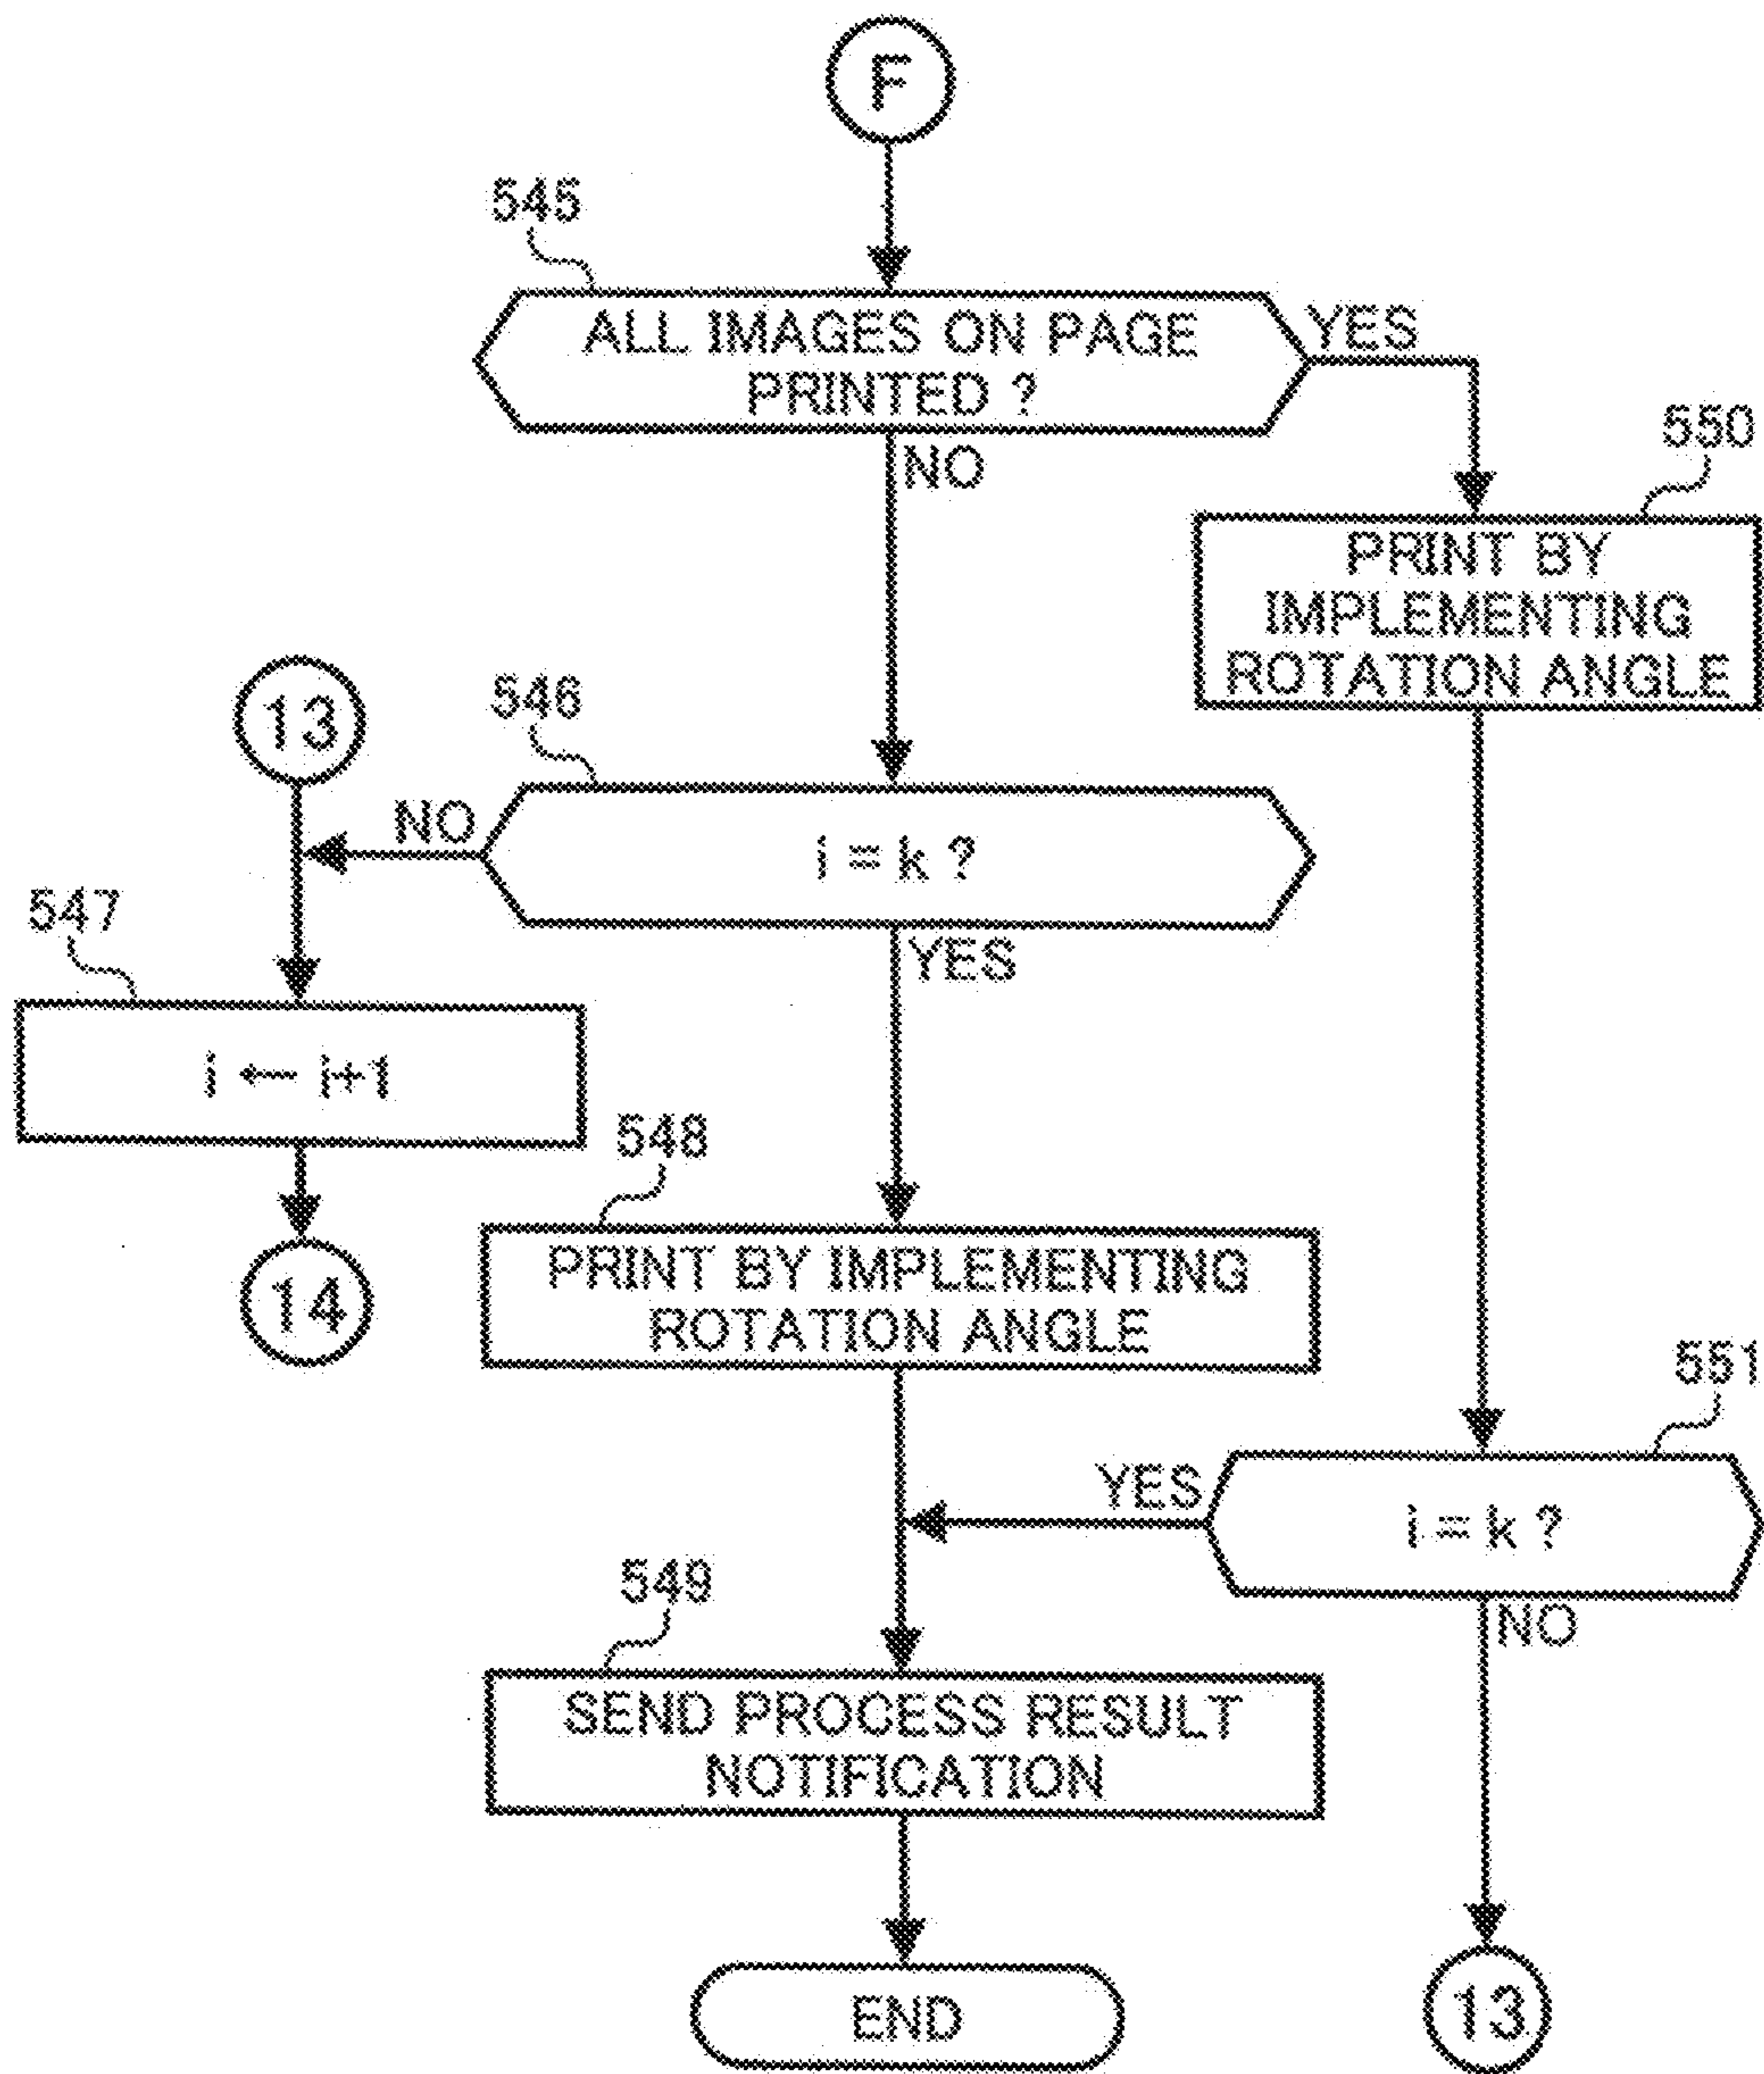 F
545
ALL IMAGES ON PAGE
PRINTED ?
YES
NO
550
PRINT BY
IMPLEMENTING
ROTATION ANGLE
13
546
NO
i = k ?
YES
547
i ← i+1
14
548
PRINT BY IMPLEMENTING
ROTATION ANGLE
551
YES
i = k ?
NO
549
SEND PROCESS RESULT
NOTIFICATION
END
13